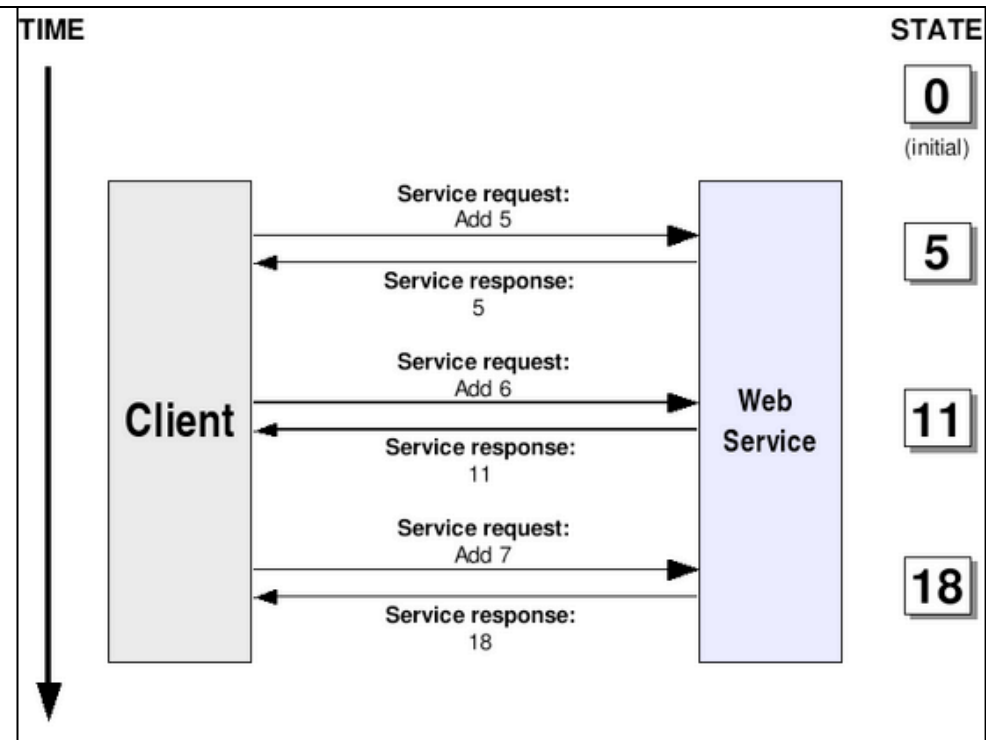 TIME
STATE
0
(initial)
Service request:
Add 5
5
Service response:
5
Service request:
Add 6
Client
Web
Service
11
Service response:
11
Service request:
Add 7
18
Service response:
18